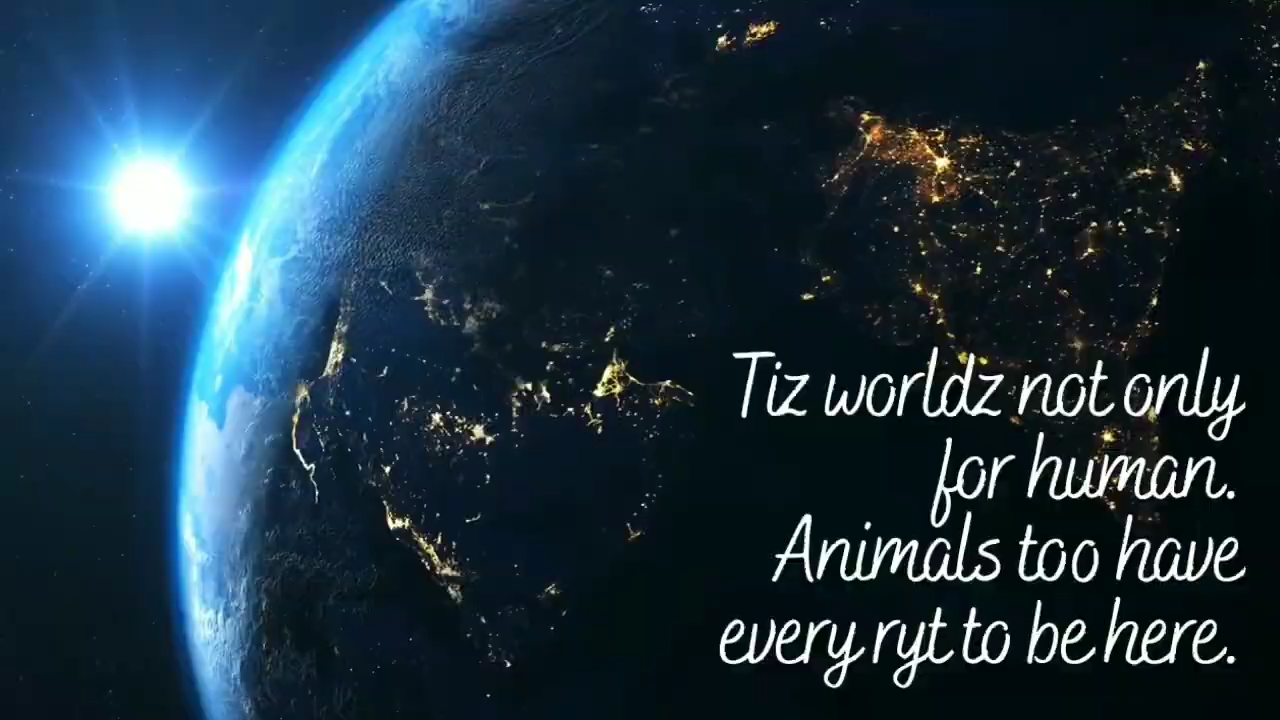 Tiz worldz not only
for human.
Animals too have
every ryt to be here.